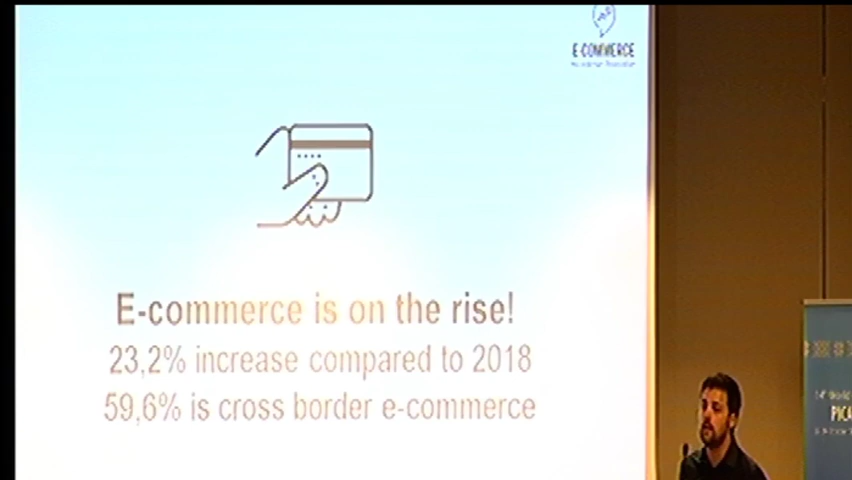 E-COMMERCE
E-commerce is on the rise!
23,2% increase compared to 2018
59,6% is cross border e-commerce